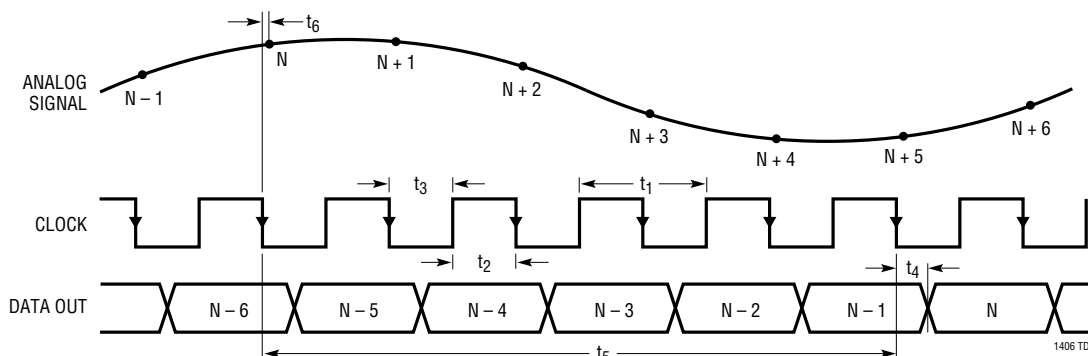 t6
N
N + 1
N + 2
ANALOG
SIGNAL
N – 1
N + 3
N + 4
N + 5
N + 6
t3
t1
CLOCK
t2
t4
DATA OUT
N – 6
N – 5
N – 4
N – 3
N – 2
N – 1
N
t5
1406 TD